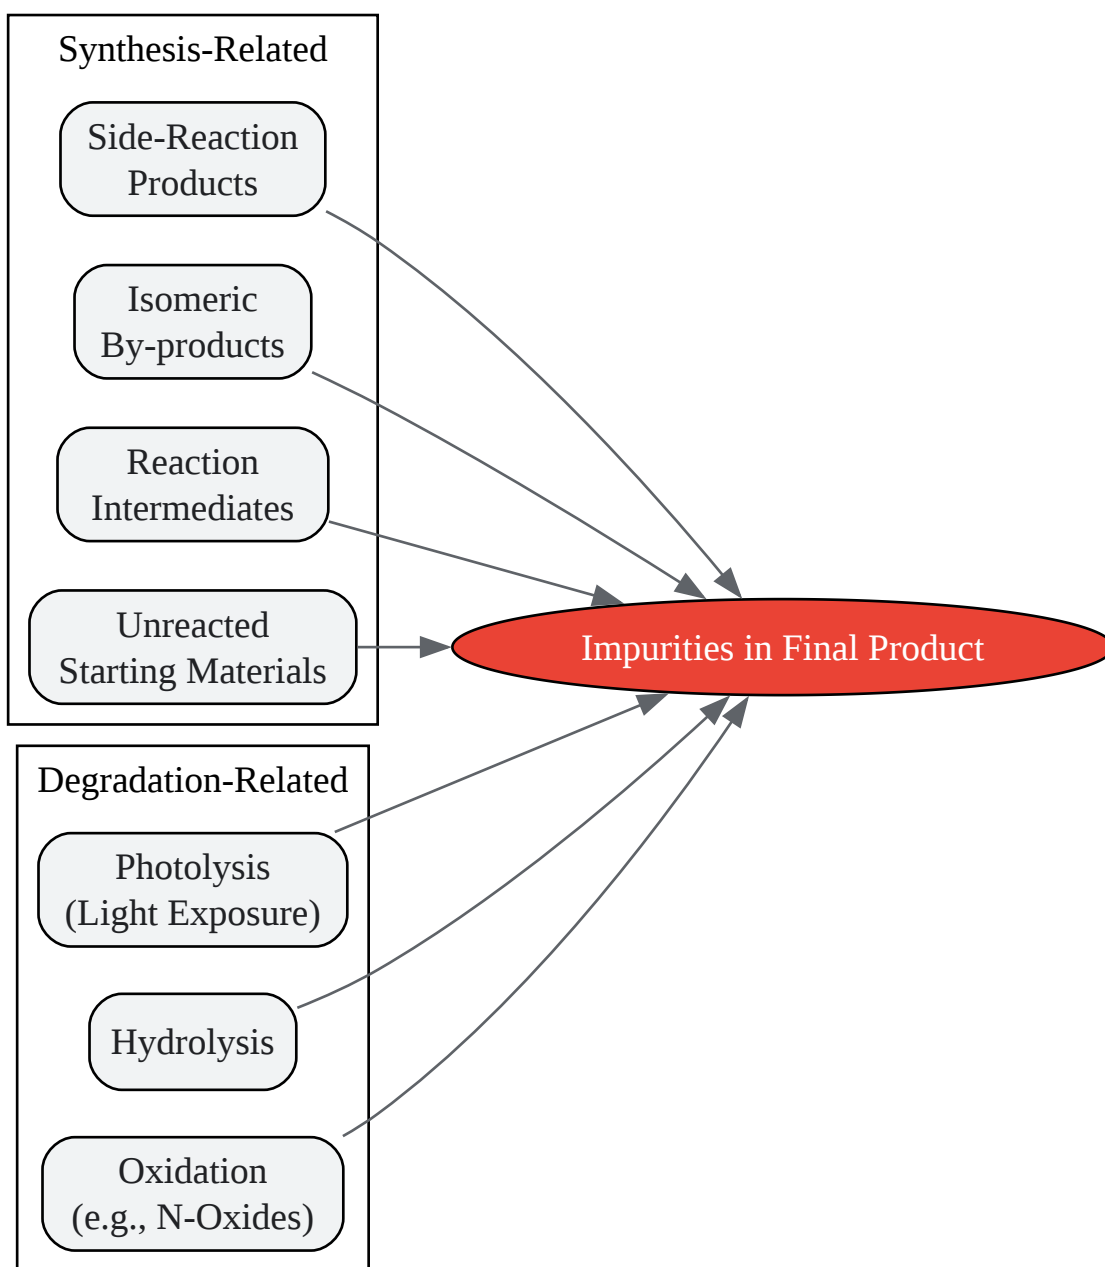 Synthesis-Related
Side-Reaction
Products
Isomeric
By-products
Reaction
Intermediates
Unreacted
Starting Materials
Impurities in Final Product
Degradation-Related
Photolysis
(Light Exposure)
Hydrolysis
Oxidation
(e.g., N-Oxides)